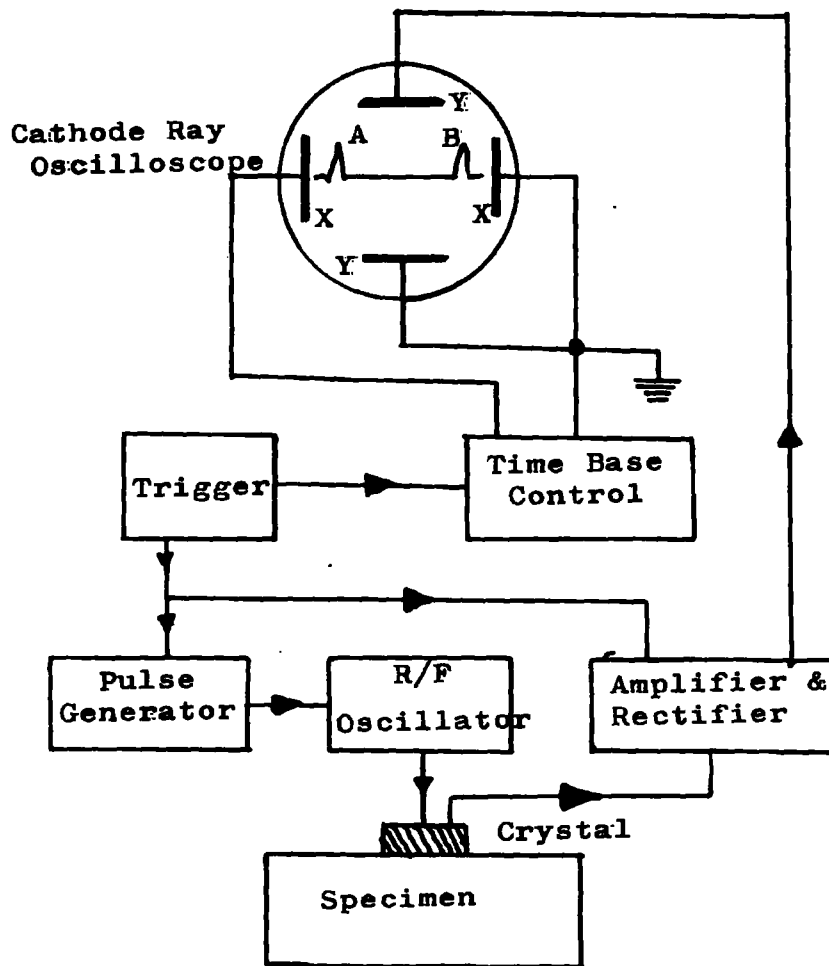 Cathode Ray
Oscilloscope
Y
A
B
X
X
Y
Trigger
Time Base
Control
Pulse
Generator
R/F
Oscillator
Amplifier &
Rectifier
Crystal
Specimen